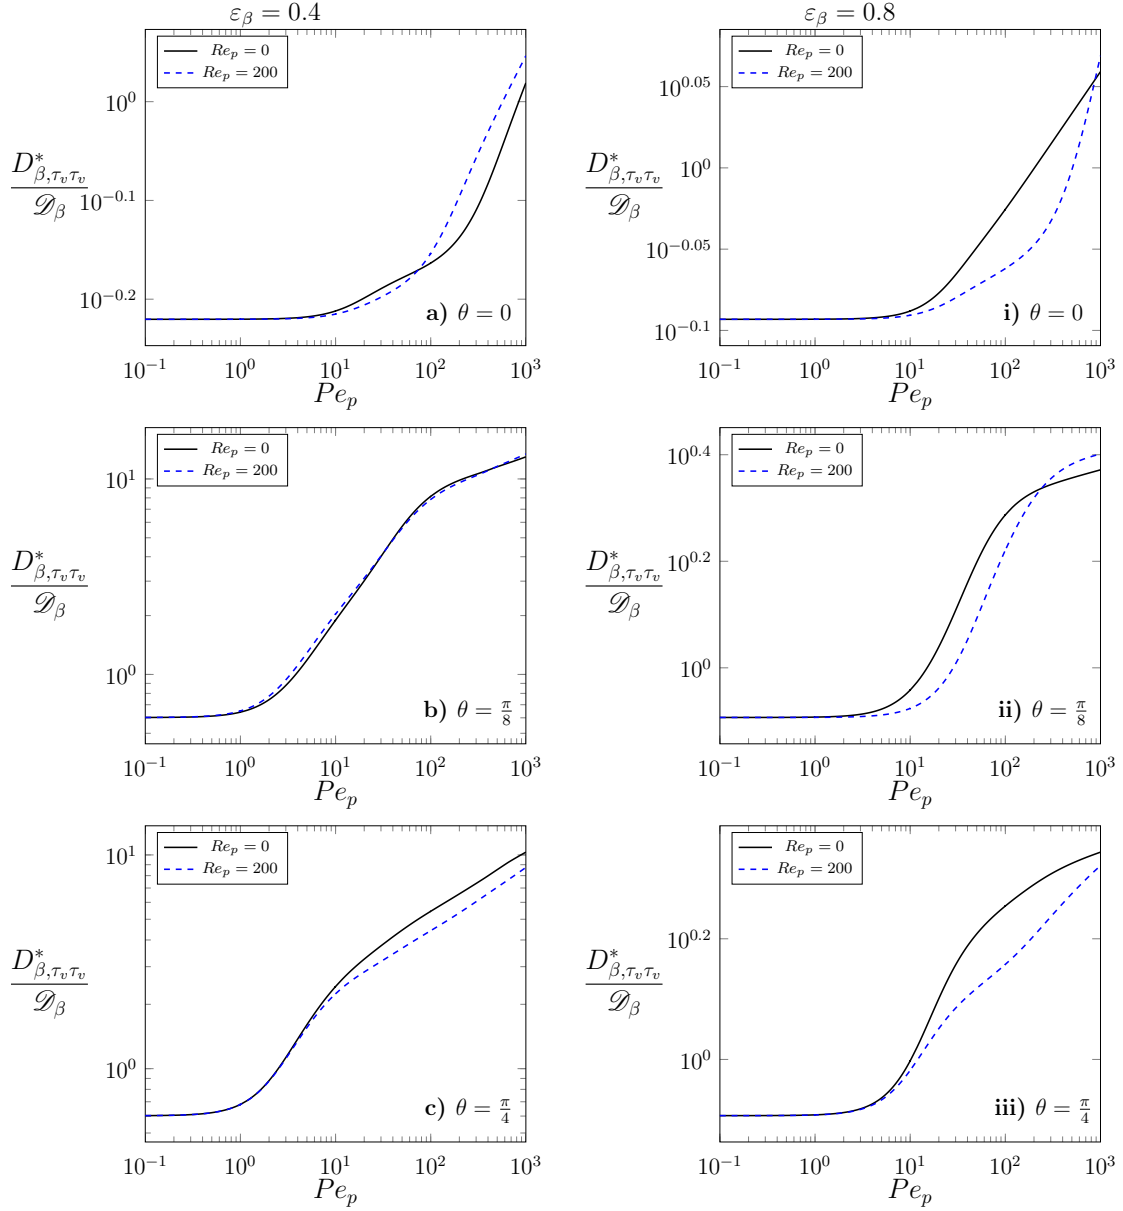 ε_β = 0.4
ε_β = 0.8
Re_p = 0
Re_p = 200
10^0
10^−0.1
10^−0.2
D*_β,τ_vτ_v / 𝒟_β
a) θ = 0
10^−1 10^0 10^1 10^2 10^3
Pe_p
Re_p = 0
Re_p = 200
10^0.05
10^0
10^−0.05
10^−0.1
D*_β,τ_vτ_v / 𝒟_β
i) θ = 0
10^−1 10^0 10^1 10^2 10^3
Pe_p
Re_p = 0
Re_p = 200
10^1
10^0
D*_β,τ_vτ_v / 𝒟_β
b) θ = π/8
10^−1 10^0 10^1 10^2 10^3
Pe_p
Re_p = 0
Re_p = 200
10^0.4
10^0.2
10^0
D*_β,τ_vτ_v / 𝒟_β
ii) θ = π/8
10^−1 10^0 10^1 10^2 10^3
Pe_p
Re_p = 0
Re_p = 200
10^1
10^0
D*_β,τ_vτ_v / 𝒟_β
c) θ = π/4
10^−1 10^0 10^1 10^2 10^3
Pe_p
Re_p = 0
Re_p = 200
10^0.2
10^0
D*_β,τ_vτ_v / 𝒟_β
iii) θ = π/4
10^−1 10^0 10^1 10^2 10^3
Pe_p